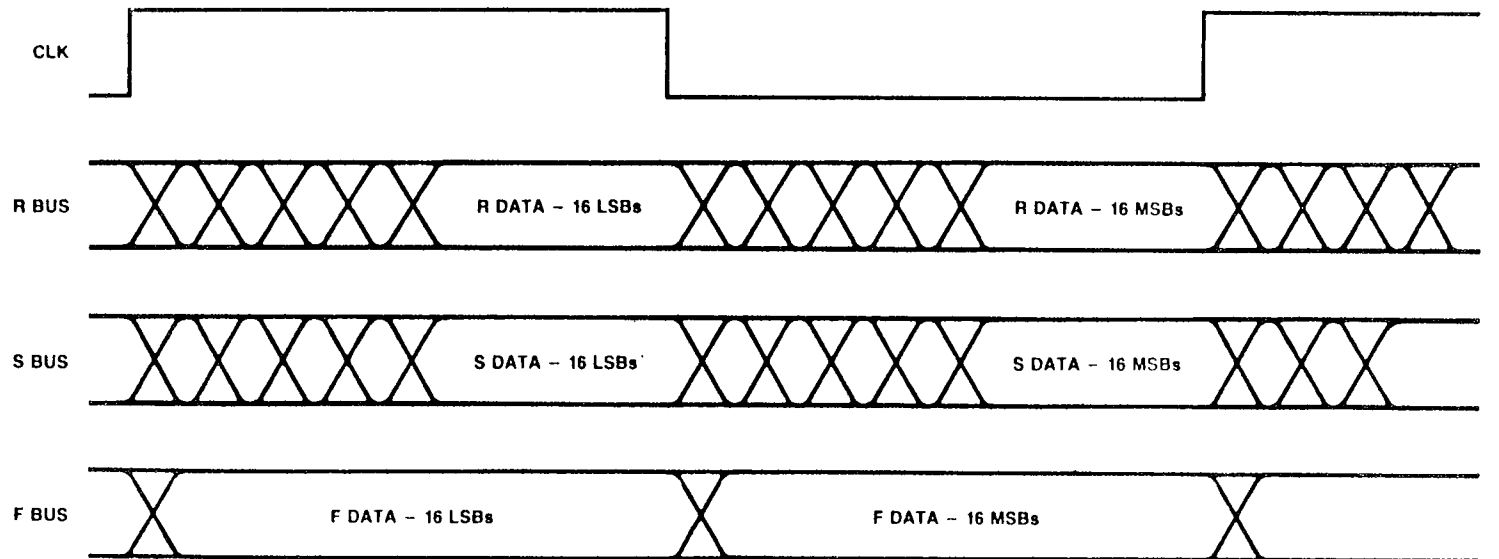 CLK
R BUS
R DATA – 16 LSBs
R DATA – 16 MSBs
S BUS
S DATA – 16 LSBs
S DATA – 16 MSBs
F BUS
F DATA – 16 LSBs
F DATA – 16 MSBs